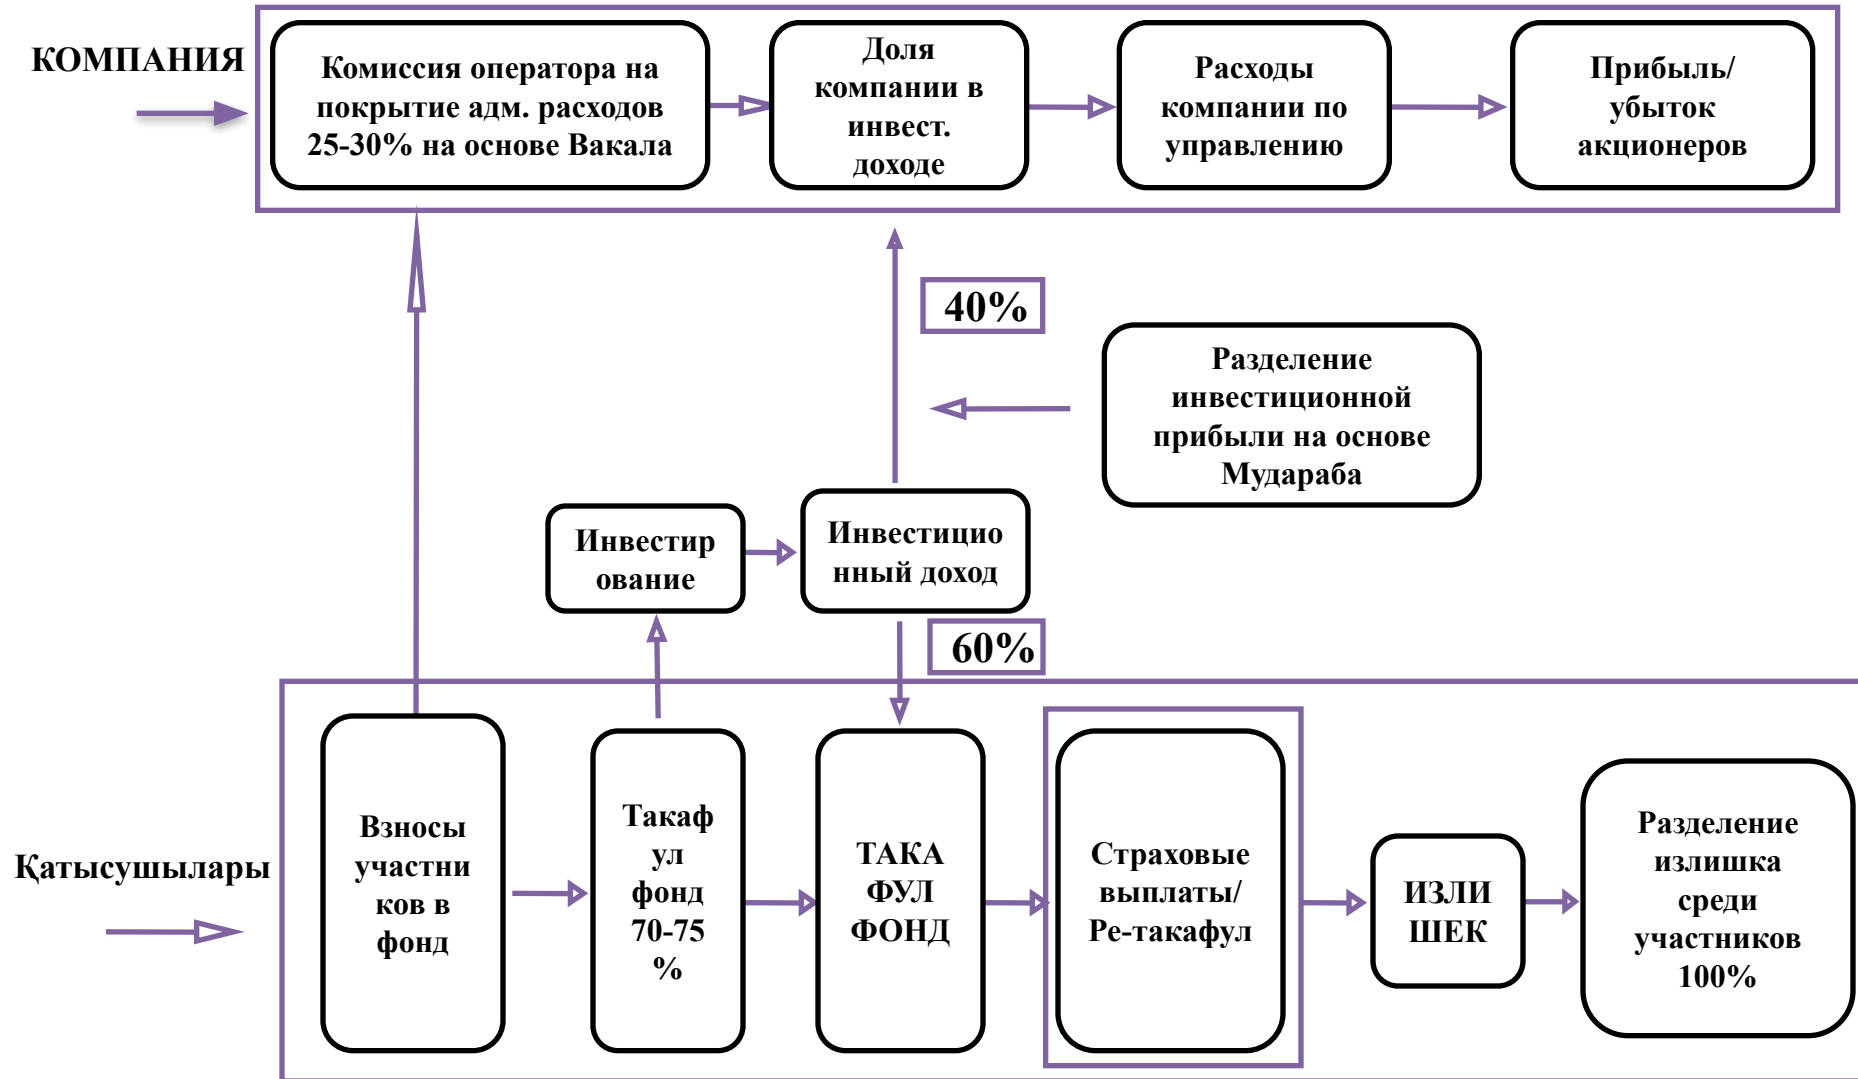 КОМПАНИЯ
Комиссия оператора на
покрытие адм. расходов
25-30% на основе Вакала
Доля
компании в
инвест.
доходе
Расходы
компании по
управлению
Прибыль/
убыток
акционеров
40%
Разделение
инвестиционной
прибыли на основе
Мудараба
Инвестир
ование
Инвестицио
нный доход
60%
Қатысушылары
Взносы
участни
ков в
фонд
Такаф
ул
фонд
70-75
%
ТАКА
ФУЛ
ФОНД
Страховые
выплаты/
Ре-такафул
ИЗЛИ
ШЕК
Разделение
излишка
среди
участников
100%